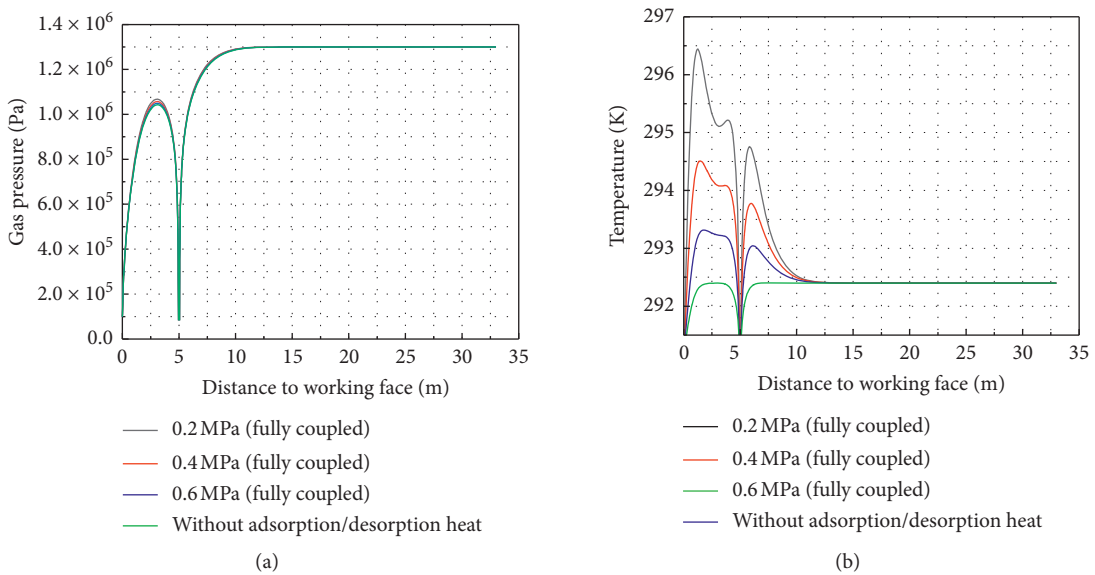 1.4 × 10⁶
1.2 × 10⁶
1.0 × 10⁶
8.0 × 10⁵
6.0 × 10⁵
4.0 × 10⁵
2.0 × 10⁵
0.0
Gas pressure (Pa)
0 5 10 15 20 25 30 35
Distance to working face (m)
0.2 MPa (fully coupled)
0.4 MPa (fully coupled)
0.6 MPa (fully coupled)
Without adsorption/desorption heat
(a)
297
296
295
294
293
292
Temperature (K)
0 5 10 15 20 25 30 35
Distance to working face (m)
0.2 MPa (fully coupled)
0.4 MPa (fully coupled)
0.6 MPa (fully coupled)
Without adsorption/desorption heat
(b)